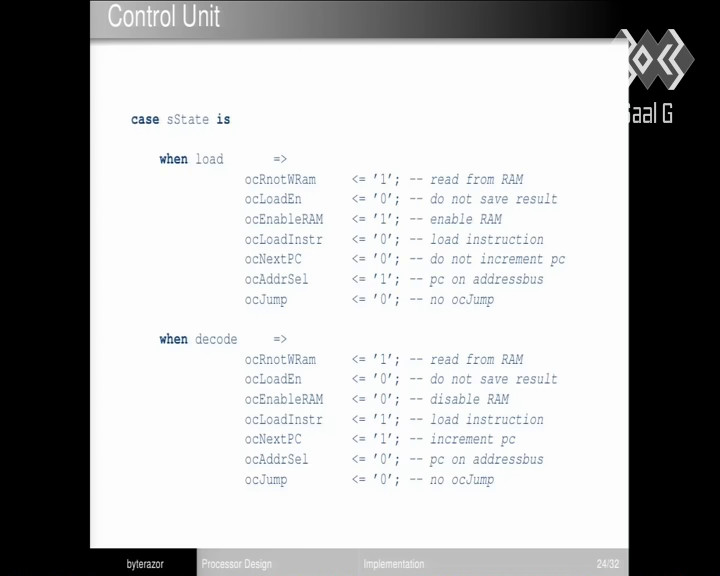 Control Unit
Saal G
case sState is
when load =>
ocRnotWRam <= '1'; -- read from RAM
ocLoadEn <= '0'; -- do not save result
ocEnableRAM <= '1'; -- enable RAM
ocLoadInstr <= '0'; -- load instruction
ocNextPC <= '0'; -- do not increment pc
ocAddrSel <= '1'; -- pc on addressbus
ocJump <= '0'; -- no ocJump
when decode =>
ocRnotWRam <= '1'; -- read from RAM
ocLoadEn <= '0'; -- do not save result
ocEnableRAM <= '0'; -- disable RAM
ocLoadInstr <= '1'; -- load instruction
ocNextPC <= '1'; -- increment pc
ocAddrSel <= '0'; -- pc on addressbus
ocJump <= '0'; -- no ocJump
byterazor Processor Design Implementation 24/32